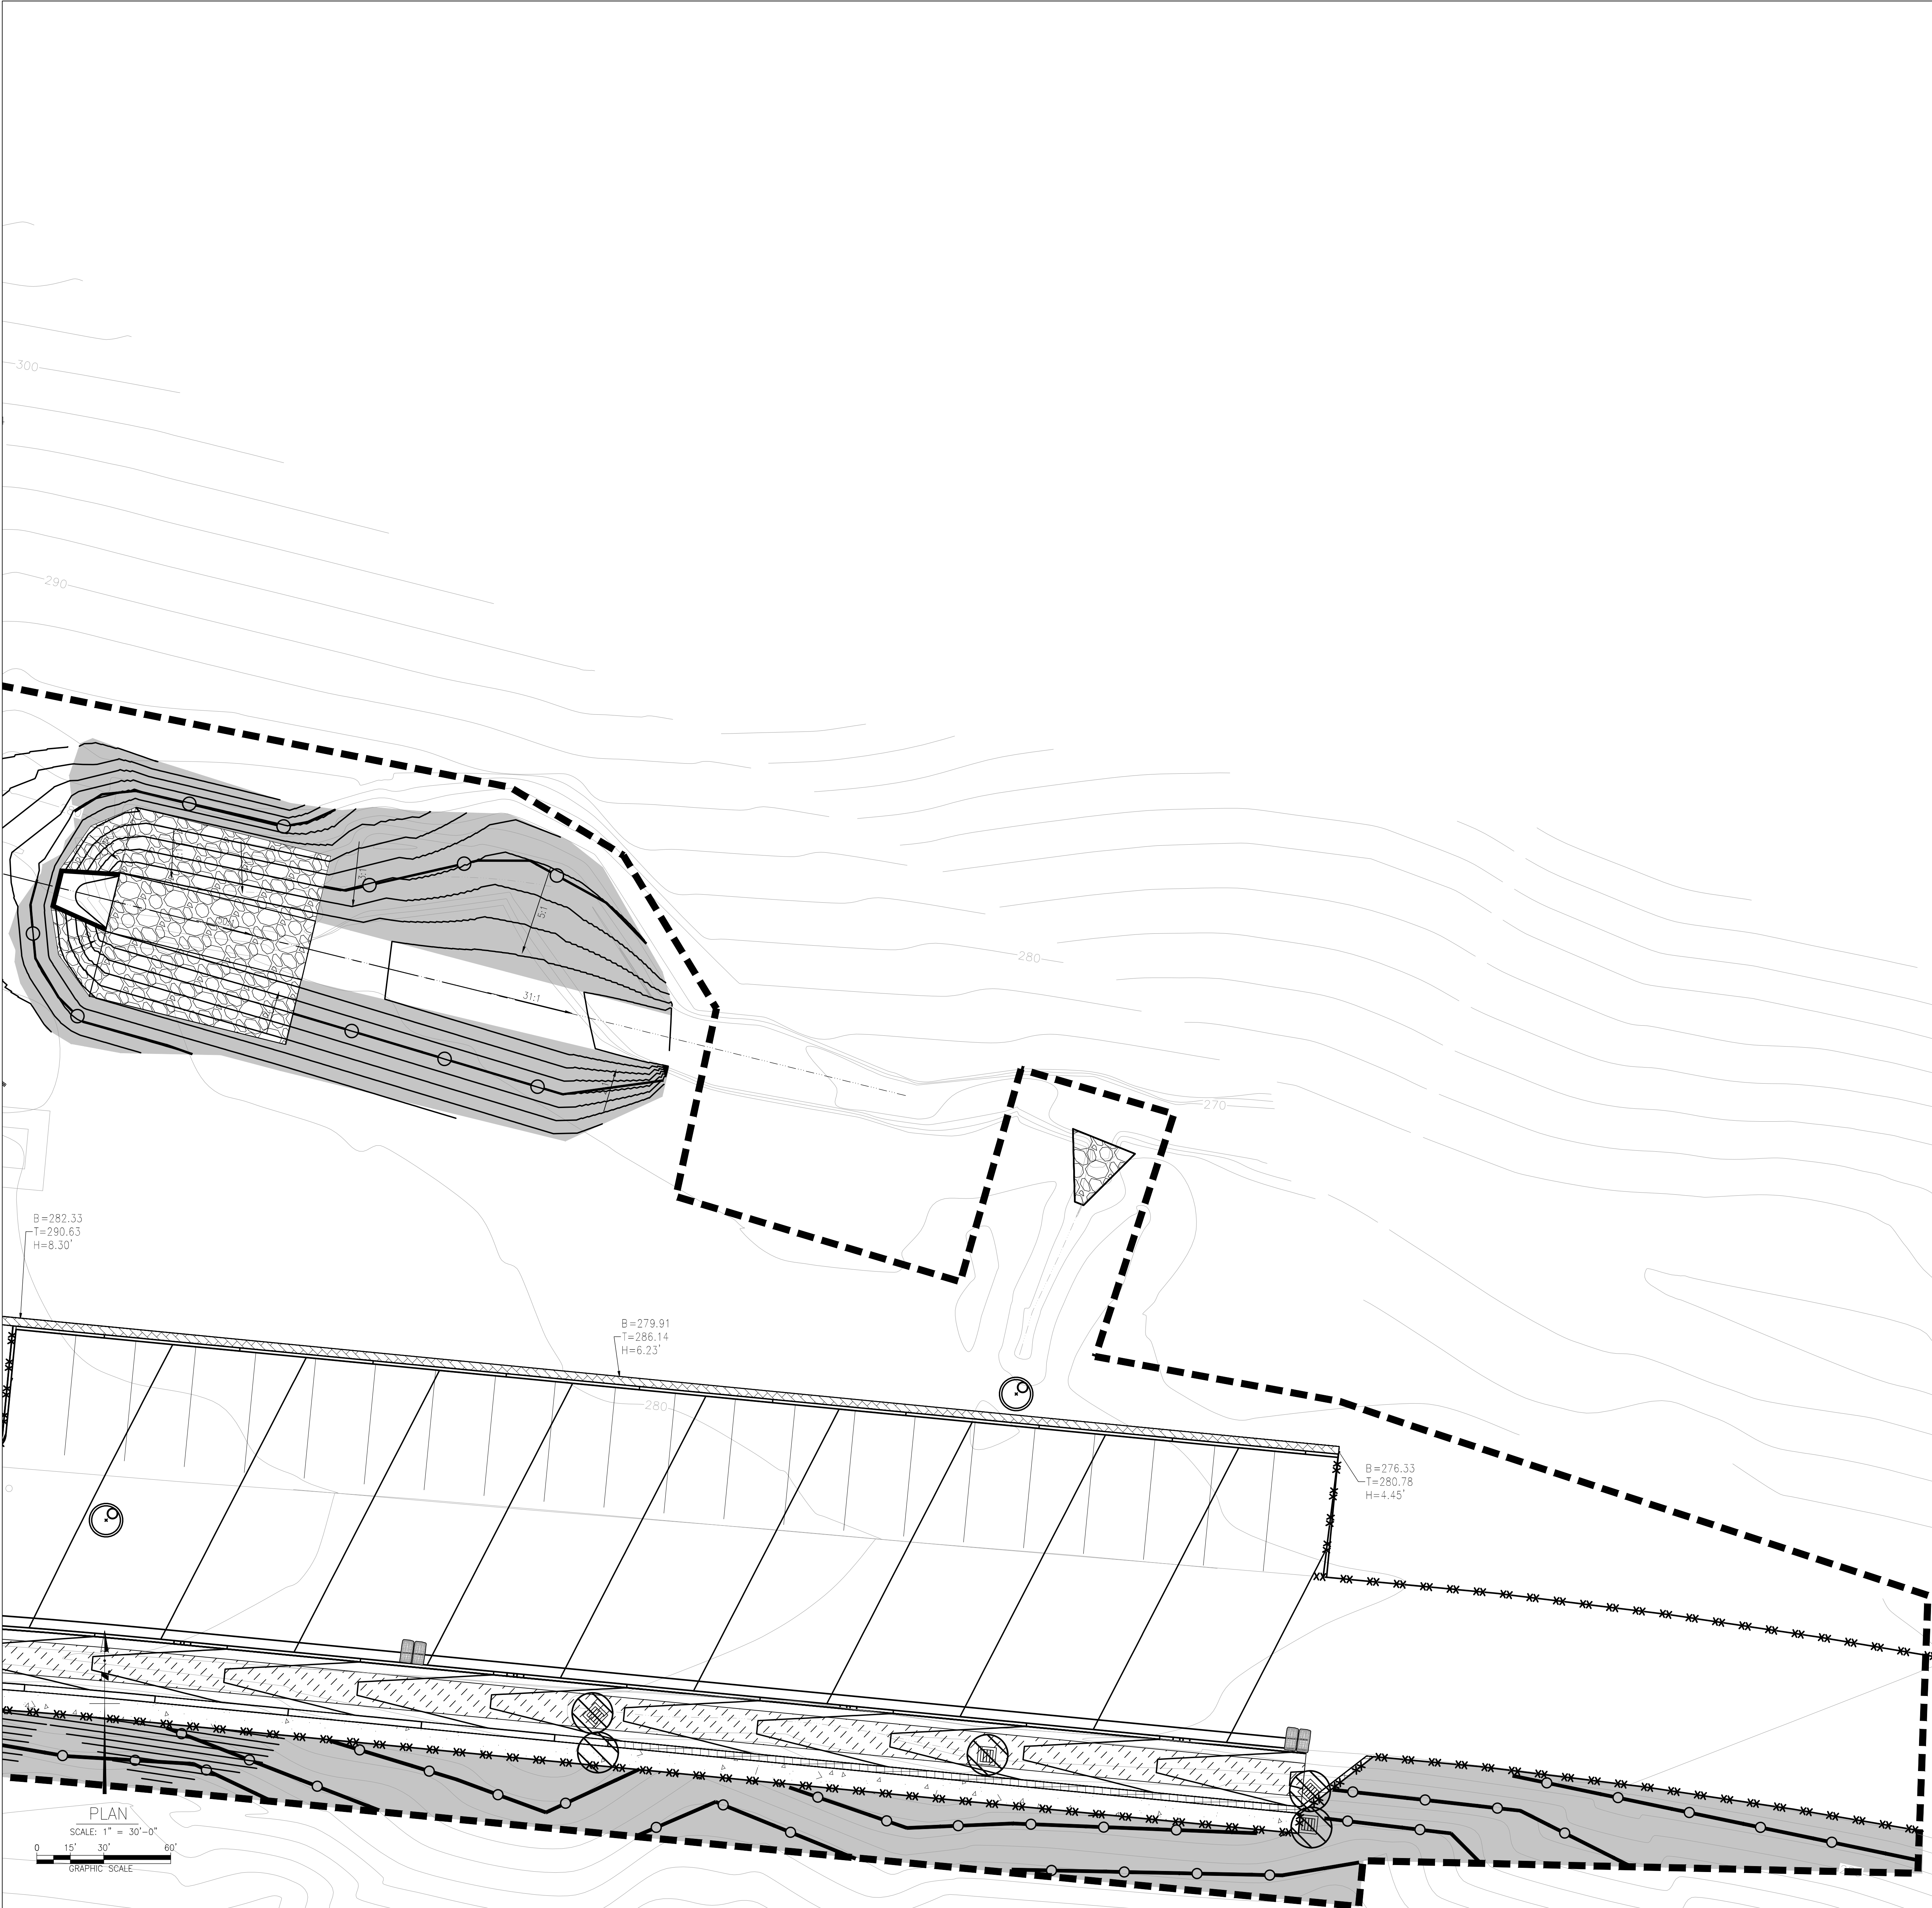 300
290
280
5:1
31:1
270
B=282.33
T=290.63
H=8.30'
B=279.91
T=286.14
H=6.23'
280
B=276.33
T=280.78
H=4.45'
PLAN
SCALE: 1" = 30'-0"
0 15' 30' 60'
GRAPHIC SCALE